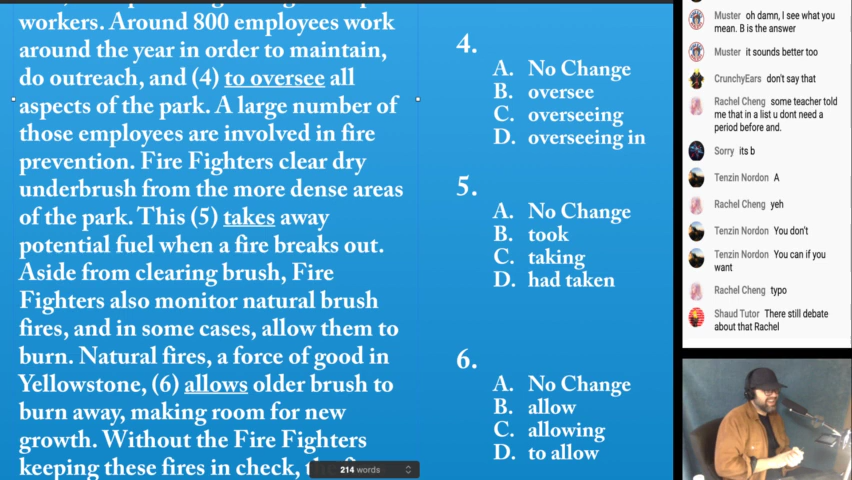 workers. Around 800 employees work
around the year in order to maintain,
do outreach, and (4) to oversee all
aspects of the park. A large number of
those employees are involved in fire
prevention. Fire Fighters clear dry
underbrush from the more dense areas
of the park. This (5) takes away
potential fuel when a fire breaks out.
Aside from clearing brush, Fire
Fighters also monitor natural brush
fires, and in some cases, allow them to
burn. Natural fires, a force of good in
Yellowstone, (6) allows older brush to
burn away, making room for new
growth. Without the Fire Fighters
keeping these fires in check,
214 words
4.
A. No Change
B. oversee
C. overseeing
D. overseeing in
5.
A. No Change
B. took
C. taking
D. had taken
6.
A. No Change
B. allow
C. allowing
D. to allow
Muster oh damn, I see what you
mean. B is the answer
Muster it sounds better too
CrunchyEars don't say that
Rachel Cheng some teacher told
me that in a list u dont need a
period before and.
Sorry its b
Tenzin Nordon A
Rachel Cheng yeh
Tenzin Nordon You don't
Tenzin Nordon You can if you
want
Rachel Cheng typo
Shaud Tutor There still debate
about that Rachel